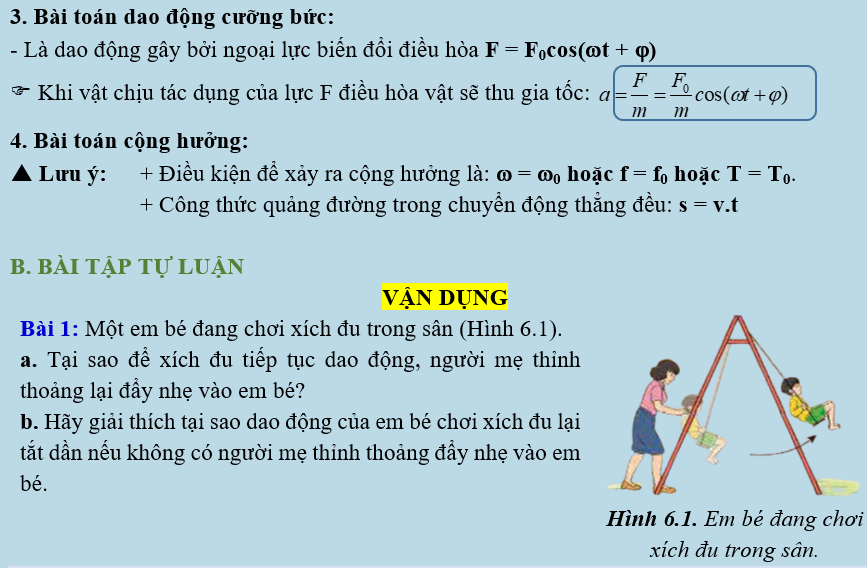 3. Bài toán dao động cưỡng bức:
- Là dao động gây bởi ngoại lực biến đổi điều hòa F = F₀cos(ωt + φ)
☞ Khi vật chịu tác dụng của lực F điều hòa vật sẽ thu gia tốc: a = F/m = F₀/m cos(ωt + φ)
4. Bài toán cộng hưởng:
▲ Lưu ý: + Điều kiện để xảy ra cộng hưởng là: ω = ω₀ hoặc f = f₀ hoặc T = T₀.
+ Công thức quảng đường trong chuyển động thẳng đều: s = v.t
B. BÀI TẬP TỰ LUẬN
VẬN DỤNG
Bài 1: Một em bé đang chơi xích đu trong sân (Hình 6.1).
a. Tại sao để xích đu tiếp tục dao động, người mẹ thỉnh
thoảng lại đẩy nhẹ vào em bé?
b. Hãy giải thích tại sao dao động của em bé chơi xích đu lại
tắt dần nếu không có người mẹ thỉnh thoảng đẩy nhẹ vào em
bé.
Hình 6.1. Em bé đang chơi
xích đu trong sân.